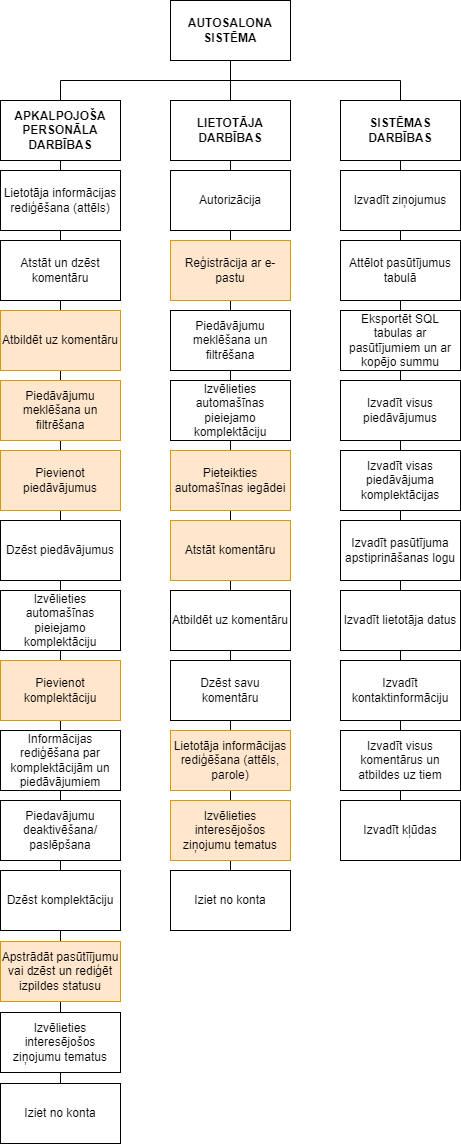 AUTOSALONA
SISTĒMA
APKALPOJOŠA
PERSONĀLA
DARBĪBAS
Lietotāja informācijas
rediģēšana (attēls)
Atstāt un dzēst
komentāru
Atbildēt uz komentāru
Piedāvājumu
meklēšana un
filtrēšana
Pievienot
piedāvājumus
Dzēst piedāvājumus
Izvēlieties
automašīnas
pieiejamo
komplektāciju
Pievienot
komplektāciju
Informācijas
rediģēšana par
komplektācijām un
piedāvājumiem
Piedavājumu
deaktivēšana/
paslēpšana
Dzēst komplektāciju
Apstrādāt pasūtīijumu
vai dzēst un rediģēt
izpildes statusu
Izvēlieties
interesējošos
ziņojumu tematus
Iziet no konta
LIETOTĀJA
DARBĪBAS
Autorizācija
Reģistrācija ar e-
pastu
Piedāvājumu
meklēšana un
filtrēšana
Izvēlieties
automašīnas
pieiejamo
komplektāciju
Pieteikties
automašīnas iegādei
Atstāt komentāru
Atbildēt uz komentāru
Dzēst savu
komentāru
Lietotāja informācijas
rediģēšana (attēls,
parole)
Izvēlieties
interesējošos
ziņojumu tematus
Iziet no konta
SISTĒMAS
DARBĪBAS
Izvadīt ziņojumus
Attēlot pasūtījumus
tabulā
Eksportēt SQL
tabulas ar
pasūtījumiem un ar
kopējo summu
Izvadīt visus
piedāvājumus
Izvadīt visas
piedāvājuma
komplektācijas
Izvadīt pasūtījuma
apstiprināšanas logu
Izvadīt lietotāja datus
Izvadīt
kontaktinformāciju
Izvadīt visus
komentārus un
atbildes uz tiem
Izvadīt kļūdas